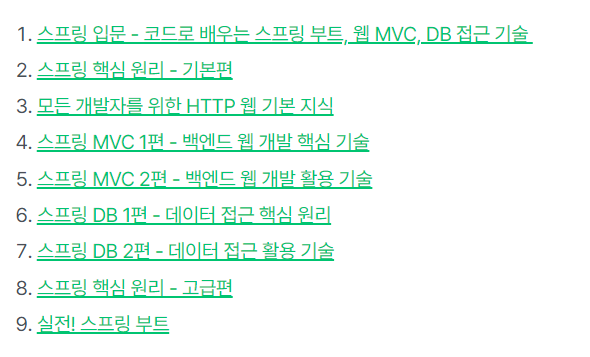 1. 스프링 입문 - 코드로 배우는 스프링 부트, 웹 MVC, DB 접근 기술
2. 스프링 핵심 원리 - 기본편
3. 모든 개발자를 위한 HTTP 웹 기본 지식
4. 스프링 MVC 1편 - 백엔드 웹 개발 핵심 기술
5. 스프링 MVC 2편 - 백엔드 웹 개발 활용 기술
6. 스프링 DB 1편 - 데이터 접근 핵심 원리
7. 스프링 DB 2편 - 데이터 접근 활용 기술
8. 스프링 핵심 원리 - 고급편
9. 실전! 스프링 부트